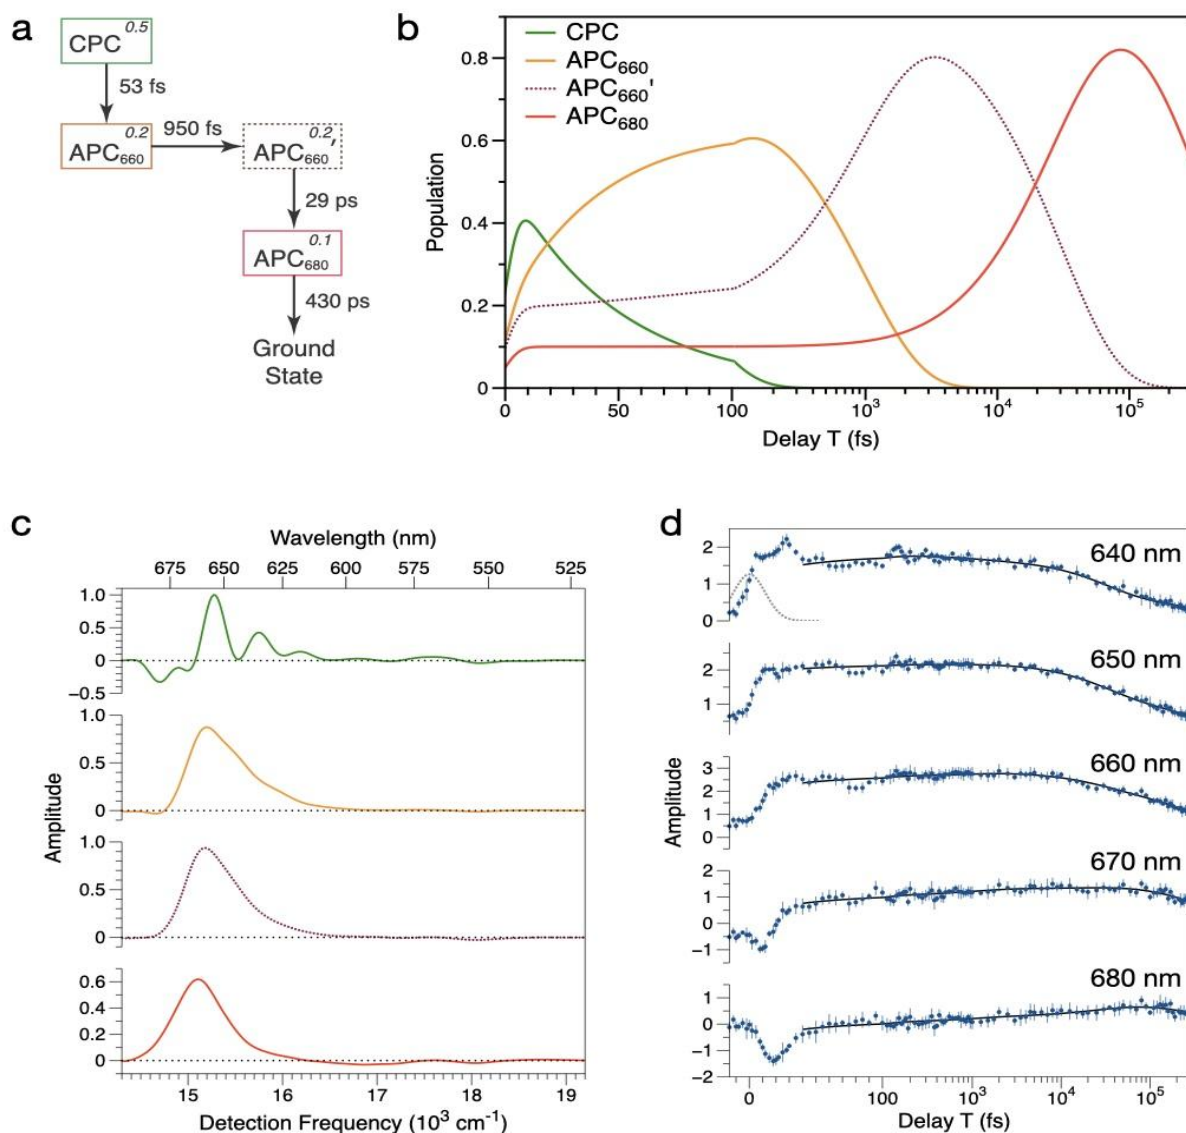 a
CPC 0.5
53 fs
APC660 0.2
950 fs
APC660′ 0.2
29 ps
APC680 0.1
430 ps
Ground
State
b
CPC
APC660
APC660'
APC680
Population
0.8
0.6
0.4
0.2
0
0 50 100 10³ 10⁴ 10⁵
Delay T (fs)
c
Wavelength (nm)
675 650 625 600 575 550 525
Amplitude
1.0
0.5
0
−0.5
1.0
0.5
0
1.0
0.5
0
0.6
0.4
0.2
0
15 16 17 18 19
Detection Frequency (10³ cm⁻¹)
d
Amplitude
640 nm
2
1
0
650 nm
2
1
660 nm
3
2
1
0
670 nm
2
1
0
−1
680 nm
1
0
−1
−2
0 100 10³ 10⁴ 10⁵
Delay T (fs)